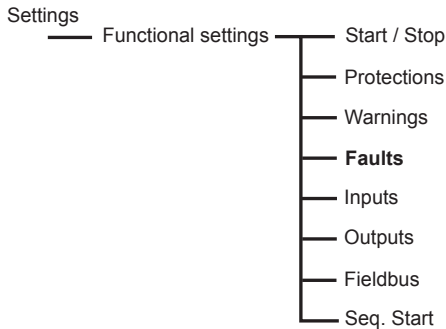 Settings
Functional settings
Start / Stop
Protections
Warnings
Faults
Inputs
Outputs
Fieldbus
Seq. Start